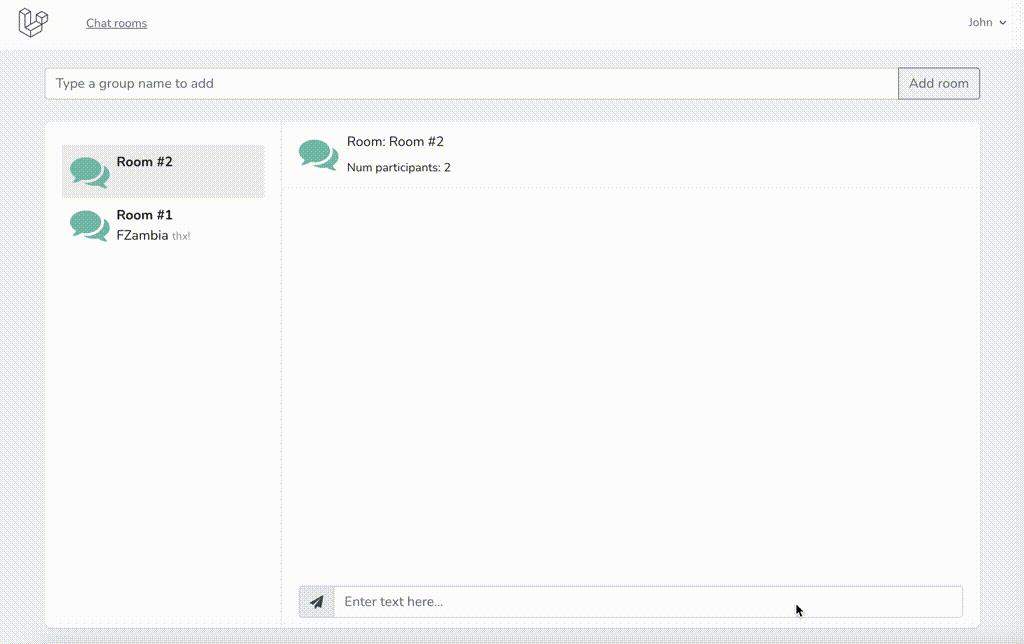 Chat rooms
John
Type a group name to add
Add room
Room #2
Room #1
FZambia thx!
Room: Room #2
Num participants: 2
Enter text here...